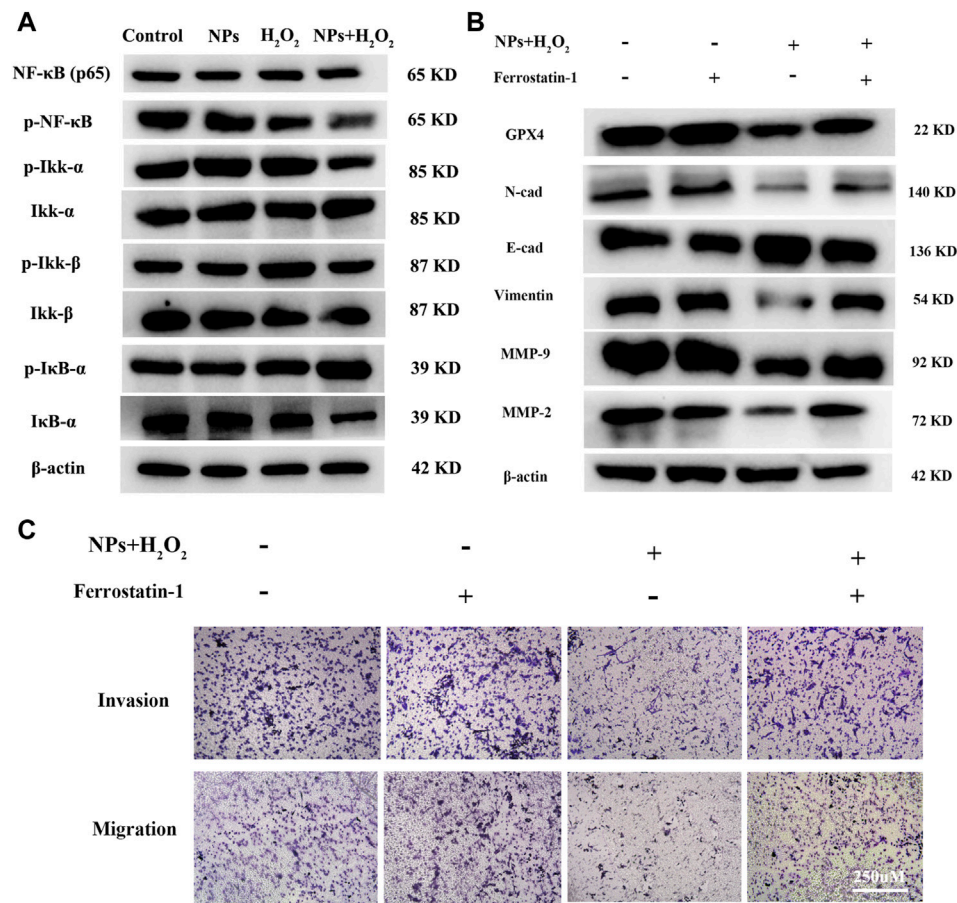 A
Control NPs H₂O₂ NPs+H₂O₂
NF-κB (p65) 65 KD
p-NF-κB 65 KD
p-Ikk-α 85 KD
Ikk-α 85 KD
p-Ikk-β 87 KD
Ikk-β 87 KD
p-IκB-α 39 KD
IκB-α 39 KD
β-actin 42 KD
B
NPs+H₂O₂ - - + +
Ferrostatin-1 - + - +
GPX4 22 KD
N-cad 140 KD
E-cad 136 KD
Vimentin 54 KD
MMP-9 92 KD
MMP-2 72 KD
β-actin 42 KD
C
NPs+H₂O₂ - - + +
Ferrostatin-1 - + - +
Invasion
Migration
250uM